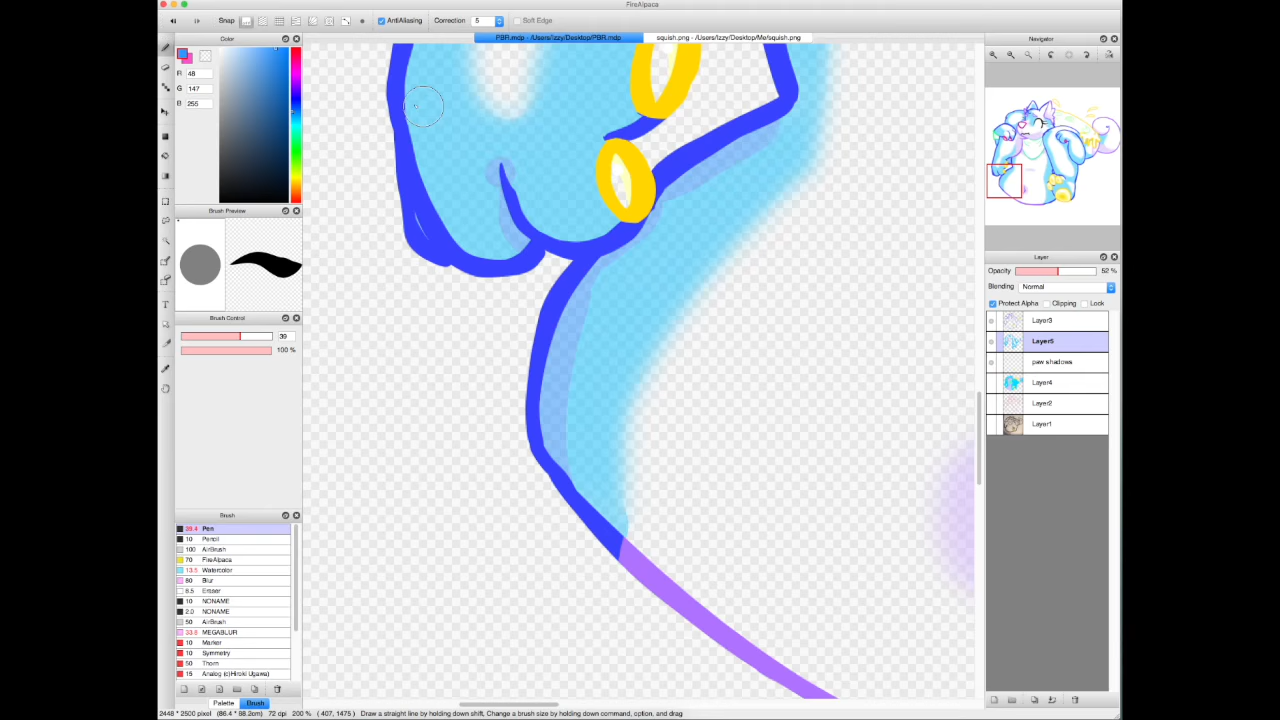 FireAlpaca
Snap
AntiAliasing
Correction
5
Soft Edge
PBR.mdp - /Users/Izzy/Desktop/PBR.mdp
squish.png - /Users/Izzy/Desktop/Me/squish.png
Color
R
48
G
147
B
255
Brush Preview
Brush Control
39
100 %
Brush
39.4 Pen
10 Pencil
100 AirBrush
70 FireAlpaca
13.5 Watercolor
60 Blur
6.5 Eraser
10 NONAME
2.0 NONAME
50 AirBrush
33.8 MEGABLUR
10 Marker
10 Symmetry
50 Thorn
15 Analog (c)Hiroki Ugawa)
Palette
Brush
Navigator
Layer
Opacity
52 %
Blending
Normal
Protect Alpha
Clipping
Lock
Layer3
Layer5
paw shadows
Layer4
Layer2
Layer1
2448 * 2500 pixel (86.4 * 88.2cm) 72 dpi 200 % ( 407, 1475) Draw a straight line by holding down shift, Change a brush size by holding down command, option, and drag